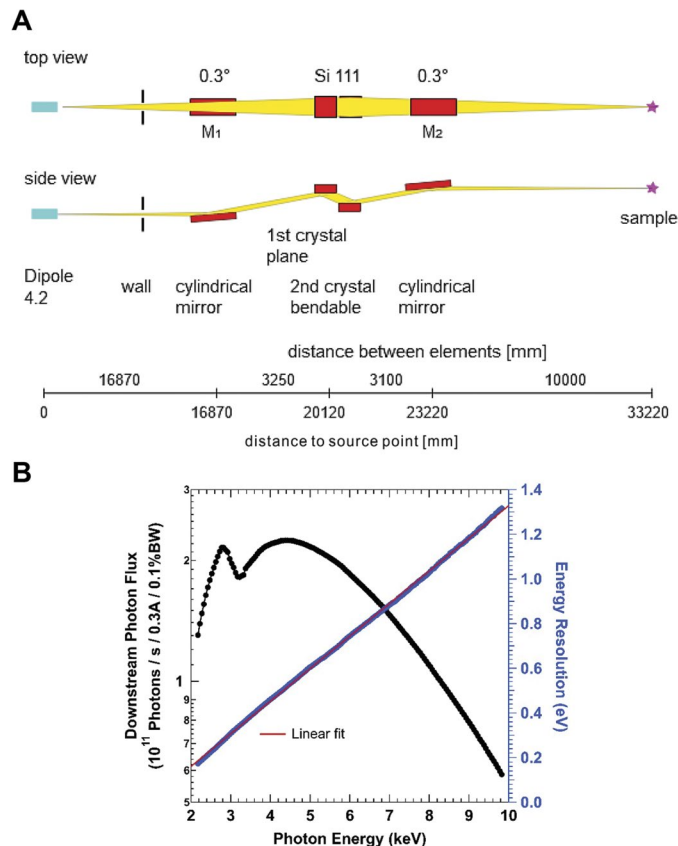 A
top view
0.3° Si 111 0.3°
M₁ M₂
side view
sample
1st crystal
plane
Dipole
4.2
wall
cylindrical
mirror
2nd crystal
bendable
cylindrical
mirror
distance between elements [mm]
16870 3250 3100 10000
0 16870 20120 23220 33220
distance to source point [mm]
B
Downstream Photon Flux
(10¹¹ Photons / s / 0.3A / 0.1%BW)
3
2
1
9
8
7
6
5
Linear fit
1.4
1.2
1.0
0.8
0.6
0.4
0.2
0.0
Energy Resolution (eV)
2 3 4 5 6 7 8 9 10
Photon Energy (keV)